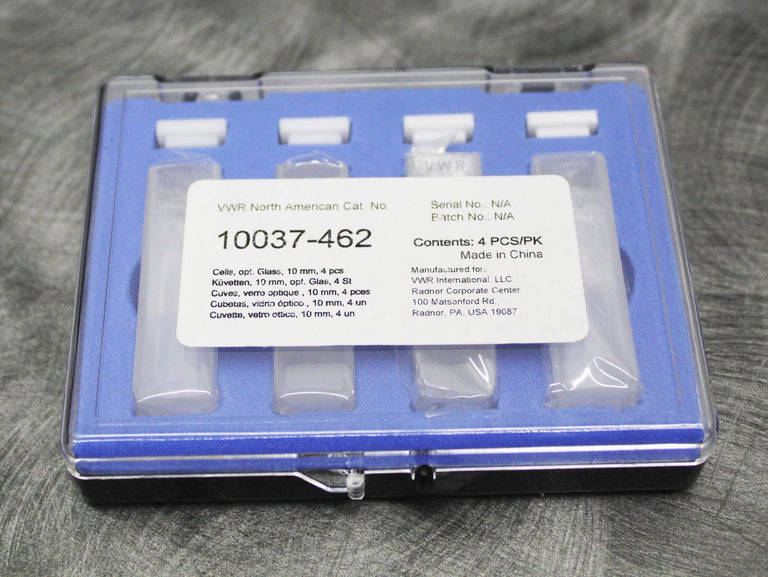 VWR
VWR North American Cat. No.
10037-462
Cells, opt. Glass, 10 mm, 4 pcs
Küvetten, 10 mm, opt. Glas, 4 St
Cuves, verre optique , 10 mm, 4 pces
Cubetas, vidrio óptico , 10 mm, 4 un
Cuvette, vetro ottico, 10 mm, 4 un
Serial No.: N/A
Batch No.: N/A
Contents: 4 PCS/PK
Made in China
Manufactured for:
VWR International, LLC
Radnor Corporate Center
100 Matsonford Rd.
Radnor, PA, USA 19087